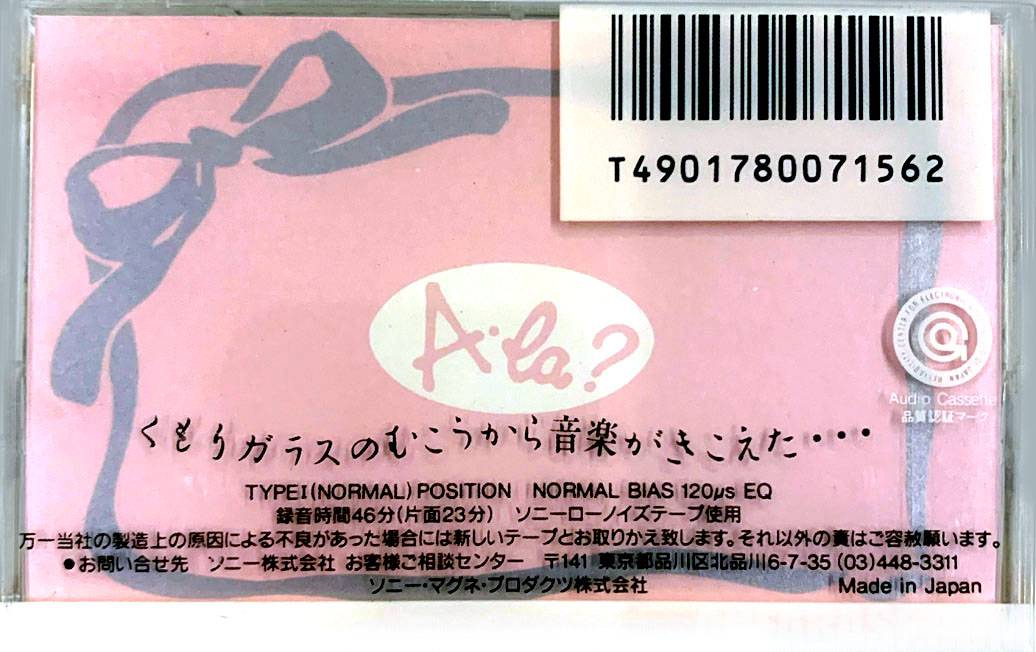 T4901780071562
A·la?
Audio Cassette
品質認証マーク
くもりガラスのむこうから音楽がきこえた・・・
TYPEI(NORMAL) POSITION NORMAL BIAS 120μs EQ
録音時間46分(片面23分) ソニーローノイズテープ使用
万一当社の製造上の原因による不良があった場合には新しいテープとお取りかえ致します。それ以外の責はご容赦願います。
●お問い合せ先 ソニー株式会社 お客様ご相談センター 〒141 東京都品川区北品川6-7-35 (03)448-3311
ソニー・マグネ・プロダクツ株式会社 Made in Japan